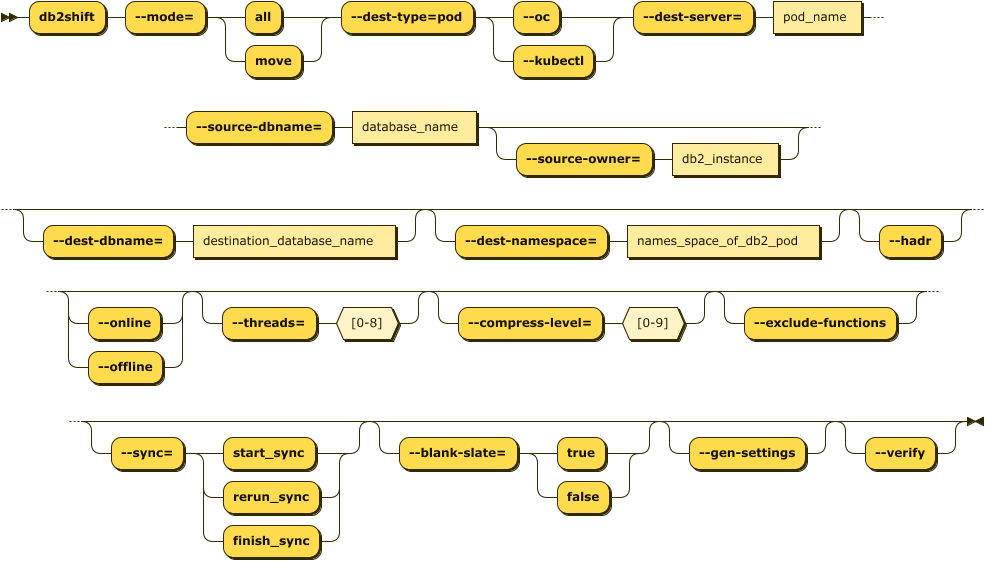 db2shift --mode= all --dest-type=pod --oc --dest-server= pod_name
move --kubectl
--source-dbname= database_name
--source-owner= db2_instance
--dest-dbname= destination_database_name --dest-namespace= names_space_of_db2_pod --hadr
--online --threads= [0-8] --compress-level= [0-9] --exclude-functions
--offline
--sync= start_sync --blank-slate= true --gen-settings --verify
rerun_sync false
finish_sync